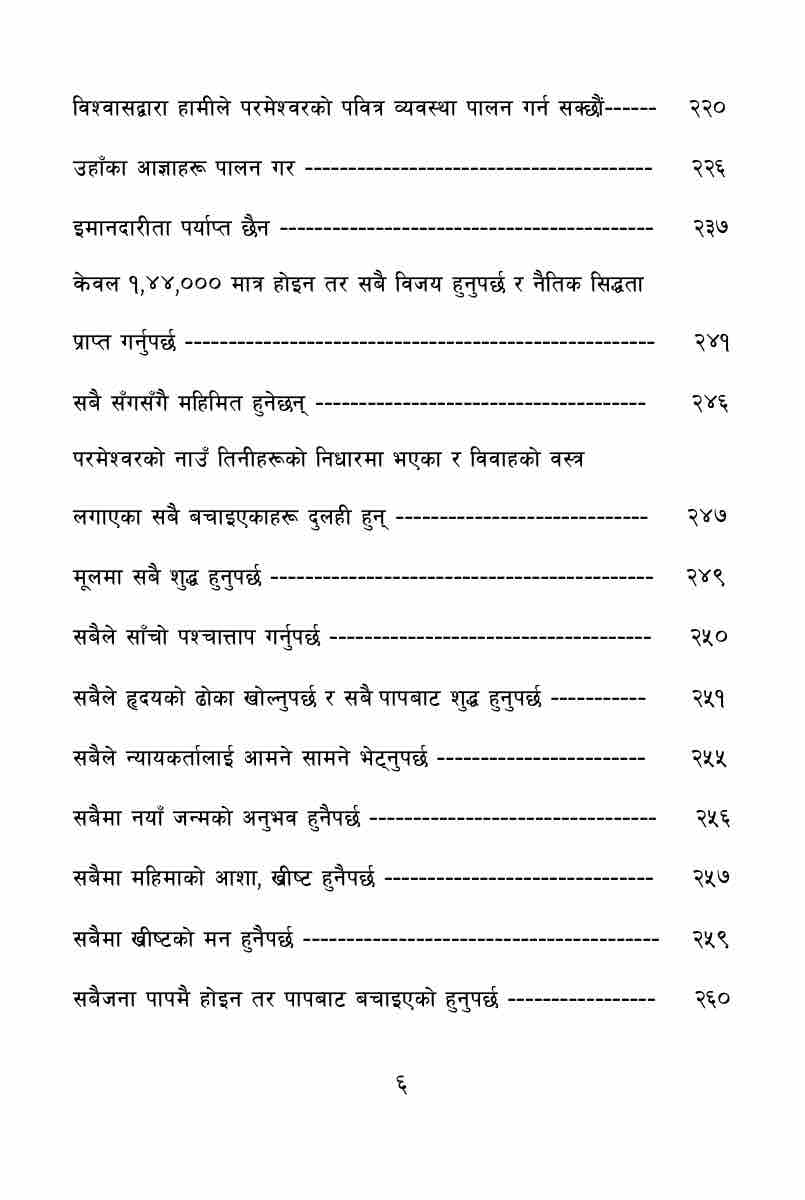 विश्वासद्वारा हामीले परमेश्वरको पवित्र व्यवस्था पालन गर्न सक्छौं------ २२०
उहाँका आज्ञाहरू पालन गर ---------------------------------------- २२६
इमानदारीता पर्याप्त छैन ------------------------------------------- २३७
केवल १,४४,००० मात्र होइन तर सबै विजय हुनुपर्छ र नैतिक सिद्धता
प्राप्त गर्नुपर्छ ------------------------------------------------------ २४१
सबै सँगसँगै महिमित हुनेछन् -------------------------------------- २४६
परमेश्वरको नाउँ तिनीहरूको निधारमा भएका र विवाहको वस्त्र
लगाएका सबै बचाइएकाहरू दुलही हुन् ----------------------------- २४७
मूलमा सबै शुद्ध हुनुपर्छ -------------------------------------------- २४९
सबैले साँचो पश्चात्ताप गर्नुपर्छ ------------------------------------- २५०
सबैले हृदयको ढोका खोल्नुपर्छ र सबै पापबाट शुद्ध हुनुपर्छ ----------- २५१
सबैले न्यायकर्तालाई आमने सामने भेट्नुपर्छ ------------------------ २५५
सबैमा नयाँ जन्मको अनुभव हुनैपर्छ --------------------------------- २५६
सबैमा महिमाको आशा, ख्रीष्ट हुनैपर्छ ------------------------------- २५७
सबैमा ख्रीष्टको मन हुनैपर्छ ----------------------------------------- २५९
सबैजना पापमै होइन तर पापबाट बचाइएको हुनुपर्छ ----------------- २६०
६